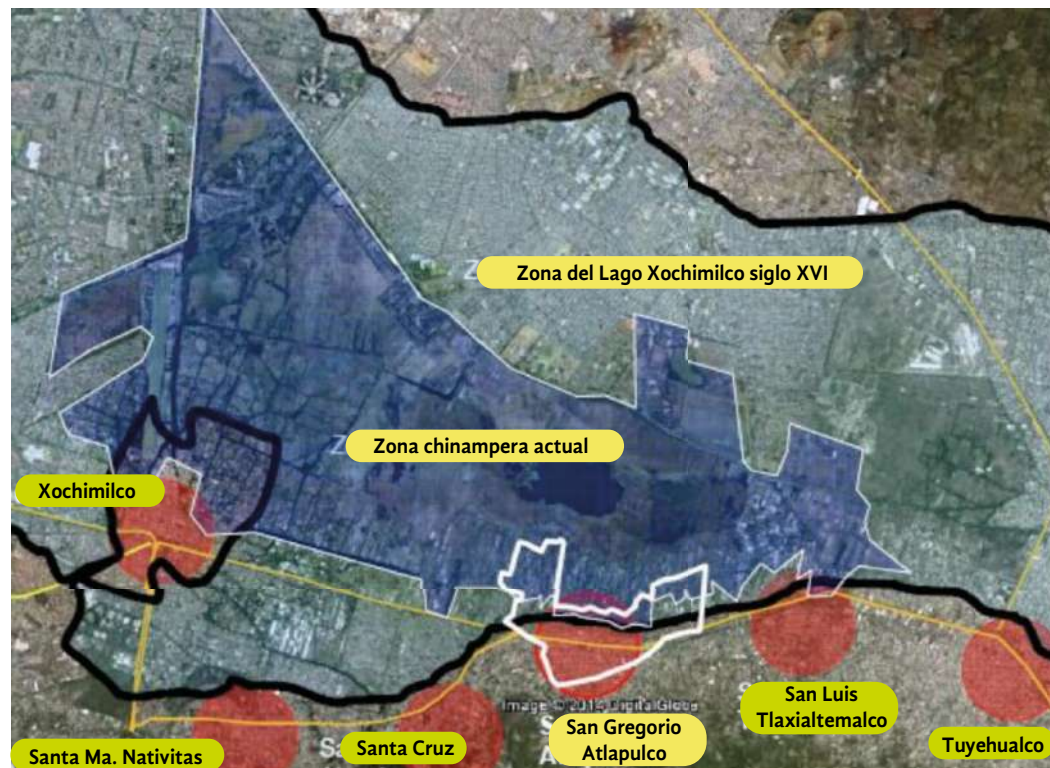 Zona del Lago Xochimilco siglo XVI
Zona chinampera actual
Xochimilco
Image © 2014 DigitalGlobe
San Luis
Tlaxialtemalco
San Gregorio
Atlapulco
Santa Cruz
Tuyehualco
Santa Ma. Nativitas